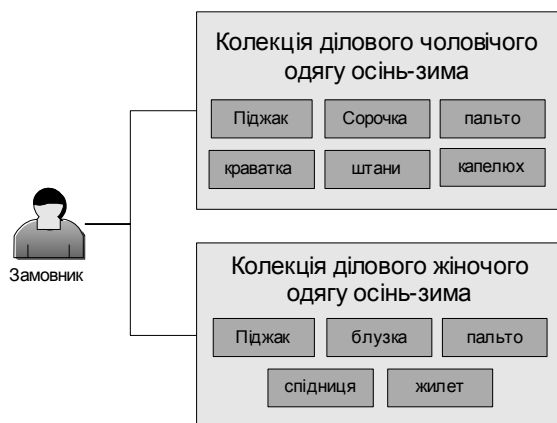 Колекція ділового чоловічого
одягу осінь-зима
Піджак Сорочка пальто
краватка штани капелюх
Замовник
Колекція ділового жіночого
одягу осінь-зима
Піджак блузка пальто
спідниця жилет